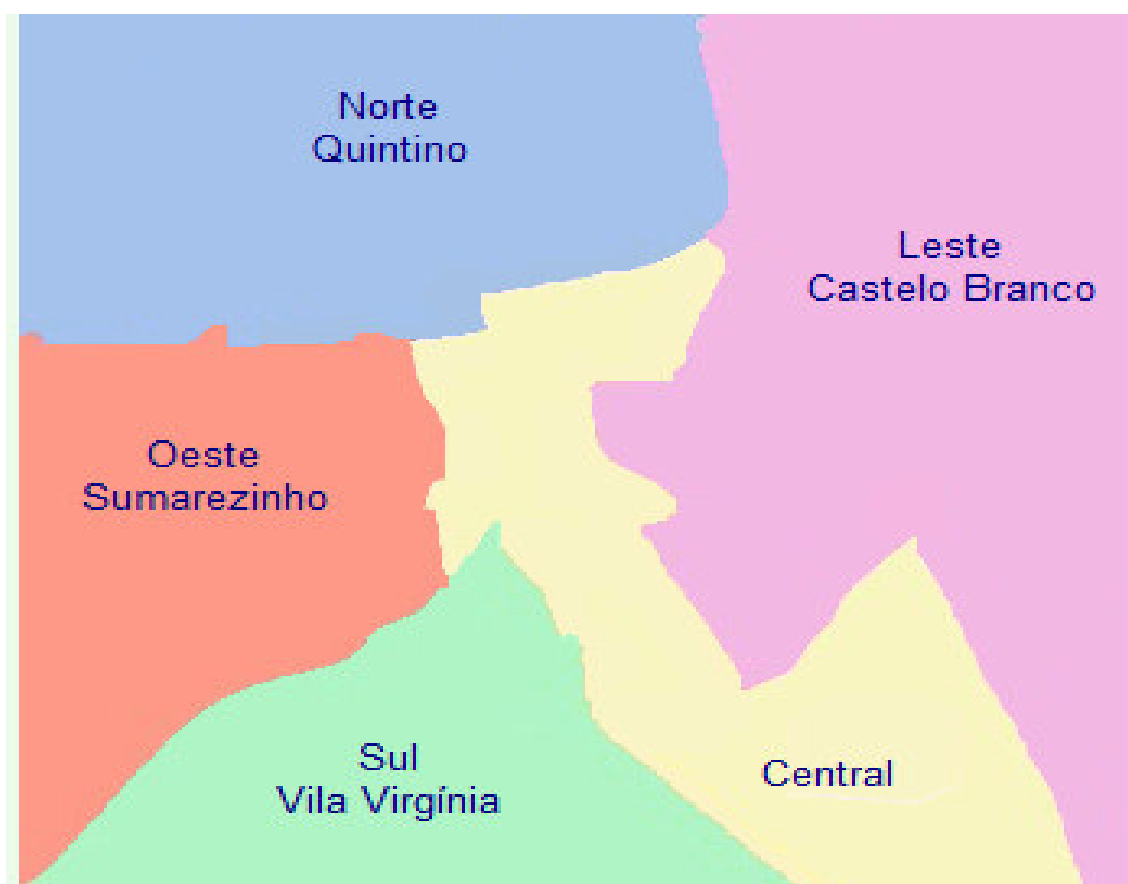 Norte
Quintino
Leste
Castelo Branco
Oeste
Sumarezinho
Sul
Vila Virgínia
Central